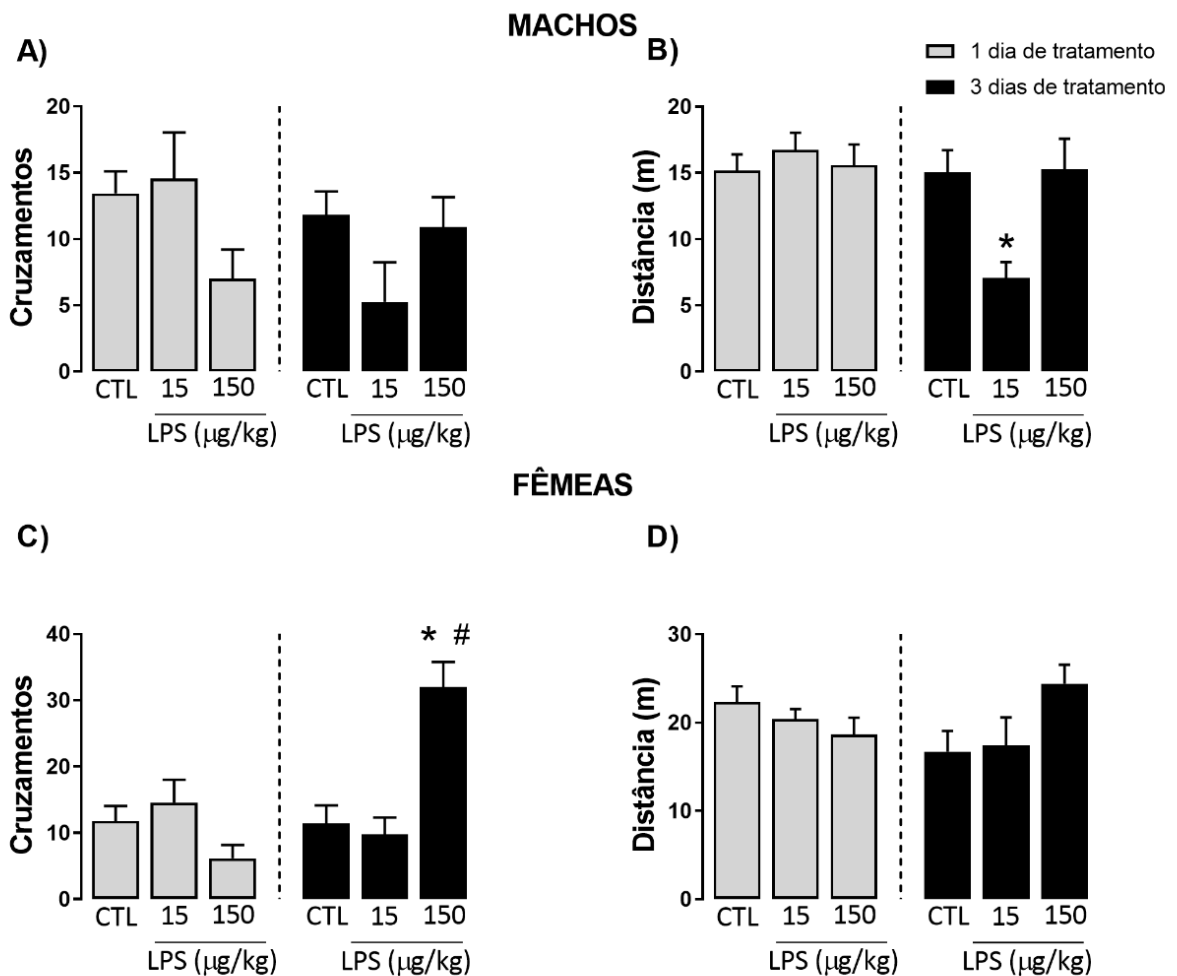 MACHOS
A)
B)
1 dia de tratamento
3 dias de tratamento
Cruzamentos
20
15
10
5
0
CTL 15 150
LPS (μg/kg)
CTL 15 150
LPS (μg/kg)
Distância (m)
20
15
10
5
0
*
CTL 15 150
LPS (μg/kg)
CTL 15 150
LPS (μg/kg)
FÊMEAS
C)
D)
Cruzamentos
40
30
20
10
0
* #
CTL 15 150
LPS (μg/kg)
CTL 15 150
LPS (μg/kg)
Distância (m)
30
20
10
0
CTL 15 150
LPS (μg/kg)
CTL 15 150
LPS (μg/kg)